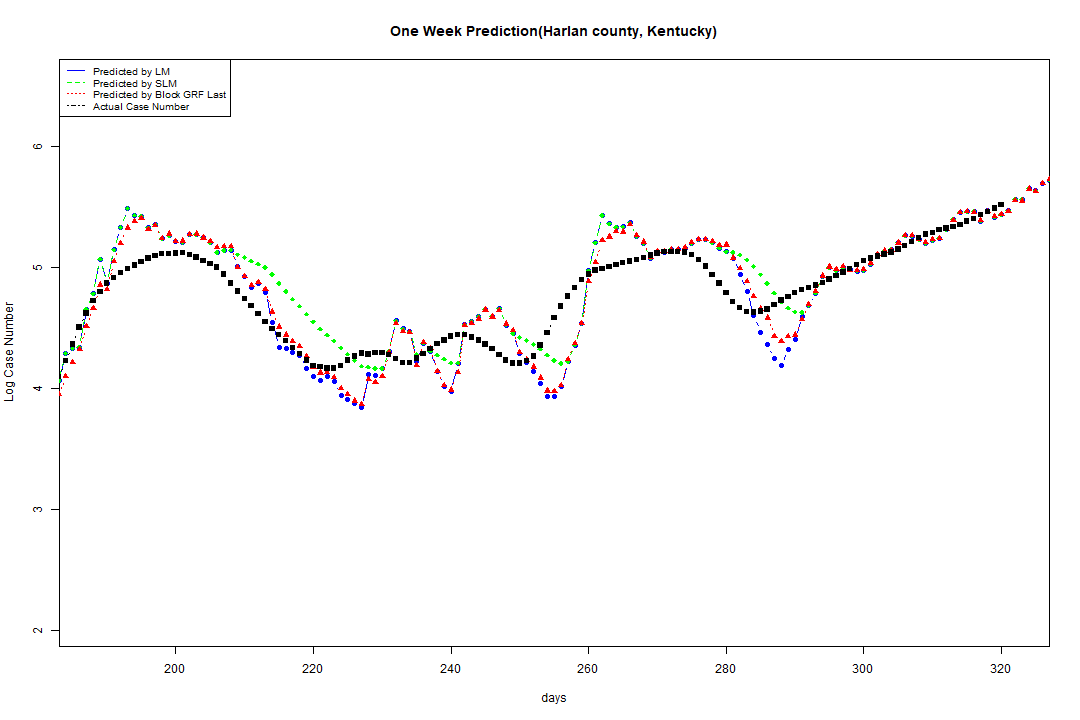 One Week Prediction(Harlan county, Kentucky)
Predicted by LM
Predicted by SLM
Predicted by Block GRF Last
Actual Case Number
6
5
4
3
2
Log Case Number
200 220 240 260 280 300 320
days